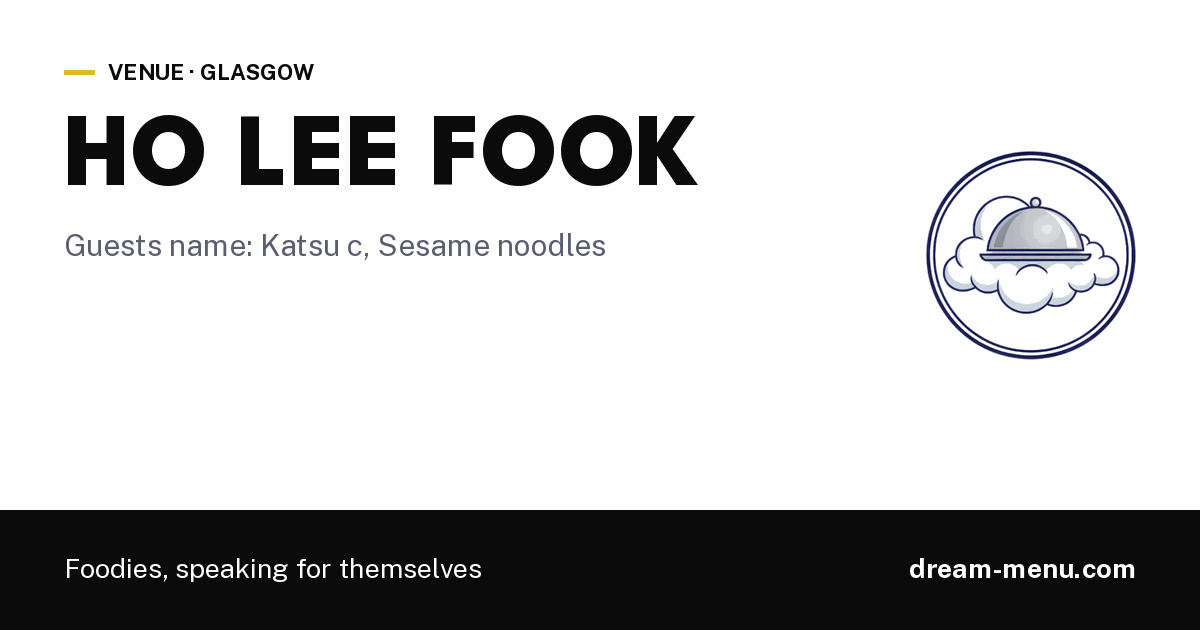 VENUE · GLASGOW
HO LEE FOOK
Guests name: Katsu c, Sesame noodles
Foodies, speaking for themselves
dream-menu.com